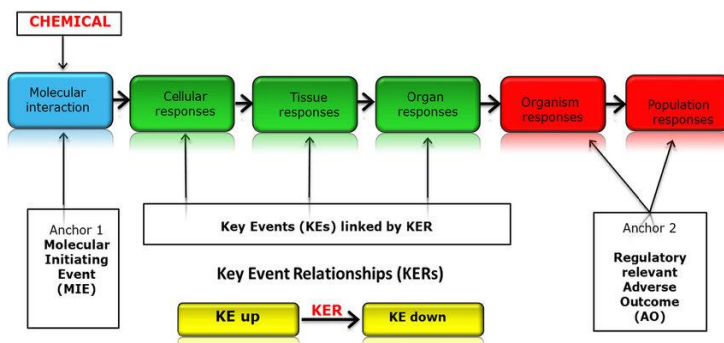 CHEMICAL
Molecular
interaction
Cellular
responses
Tissue
responses
Organ
responses
Organism
responses
Population
responses
Anchor 1
Molecular
Initiating
Event
(MIE)
Key Events (KEs) linked by KER
Anchor 2
Regulatory
relevant
Adverse
Outcome
(AO)
Key Event Relationships (KERs)
KE up
KER
KE down